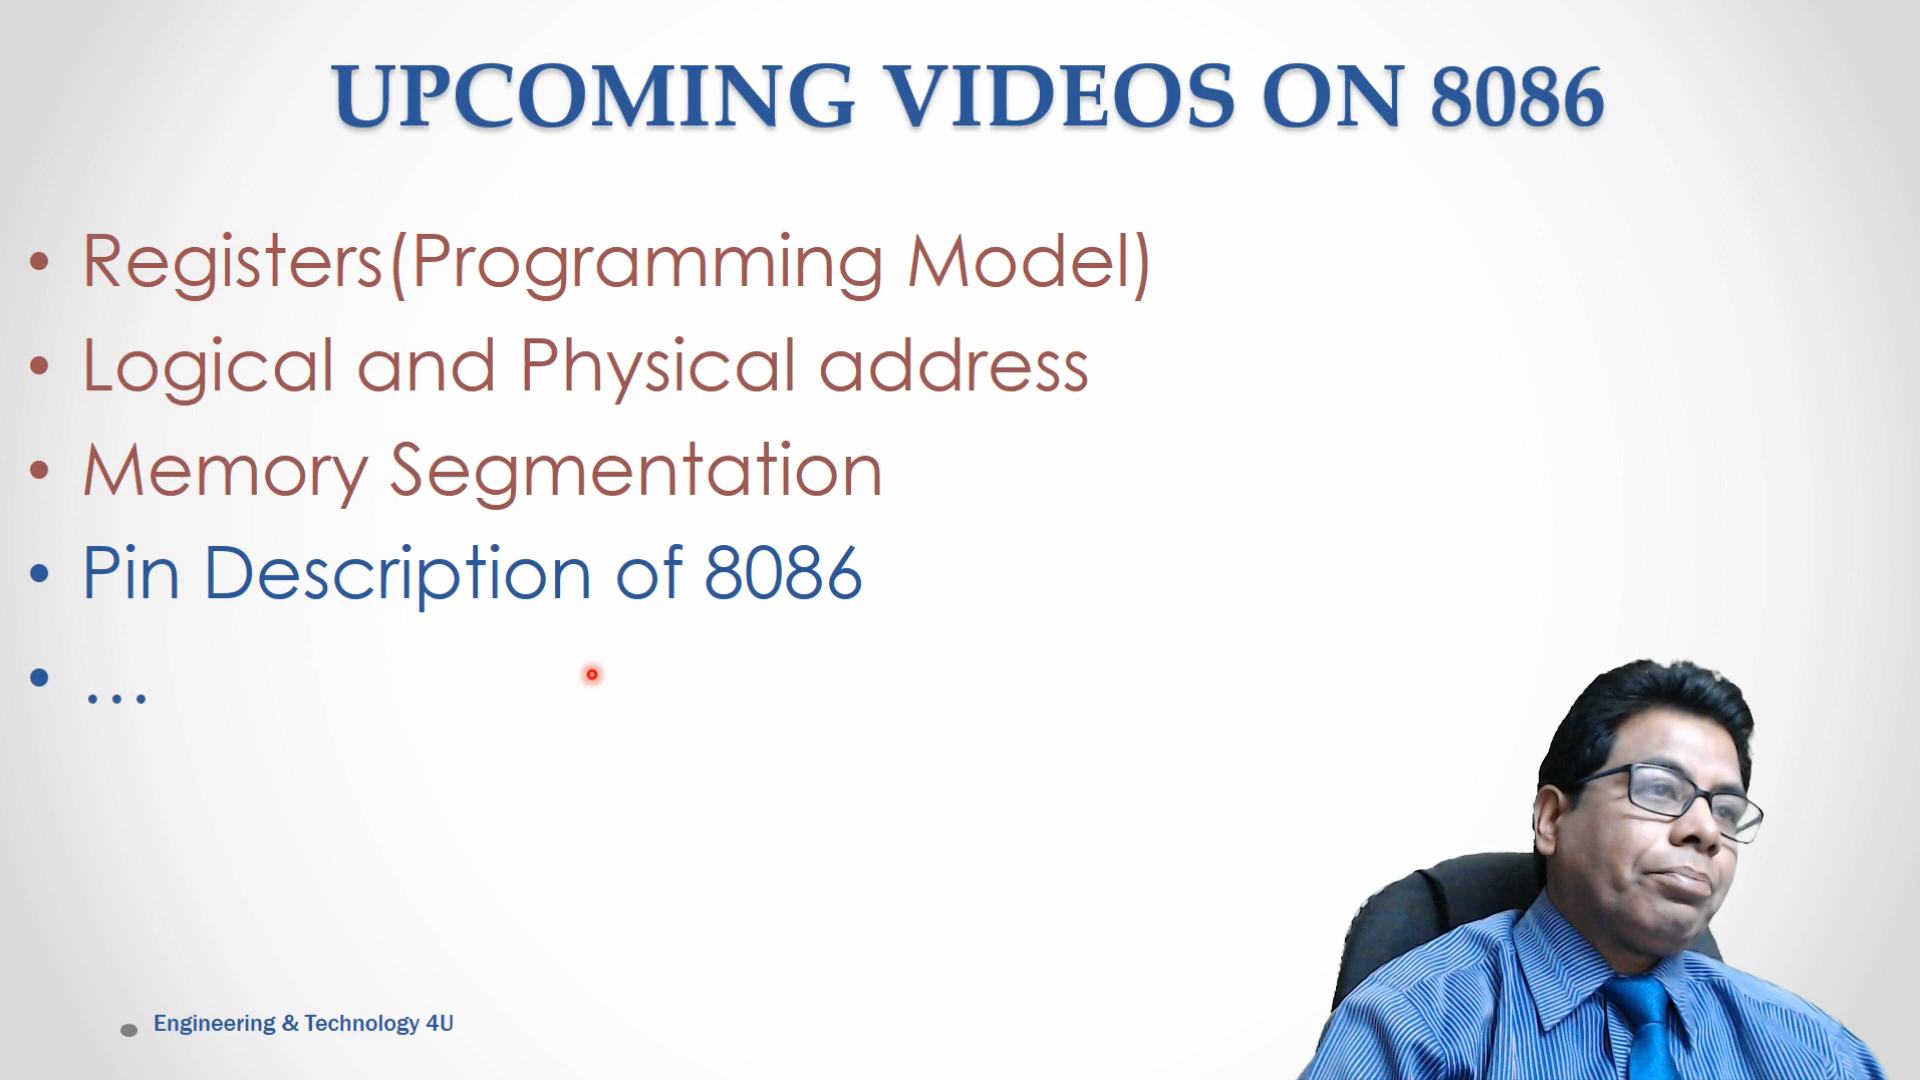 UPCOMING VIDEOS ON 8086
• Registers(Programming Model)
• Logical and Physical address
• Memory Segmentation
• Pin Description of 8086
• ...
Engineering & Technology 4U